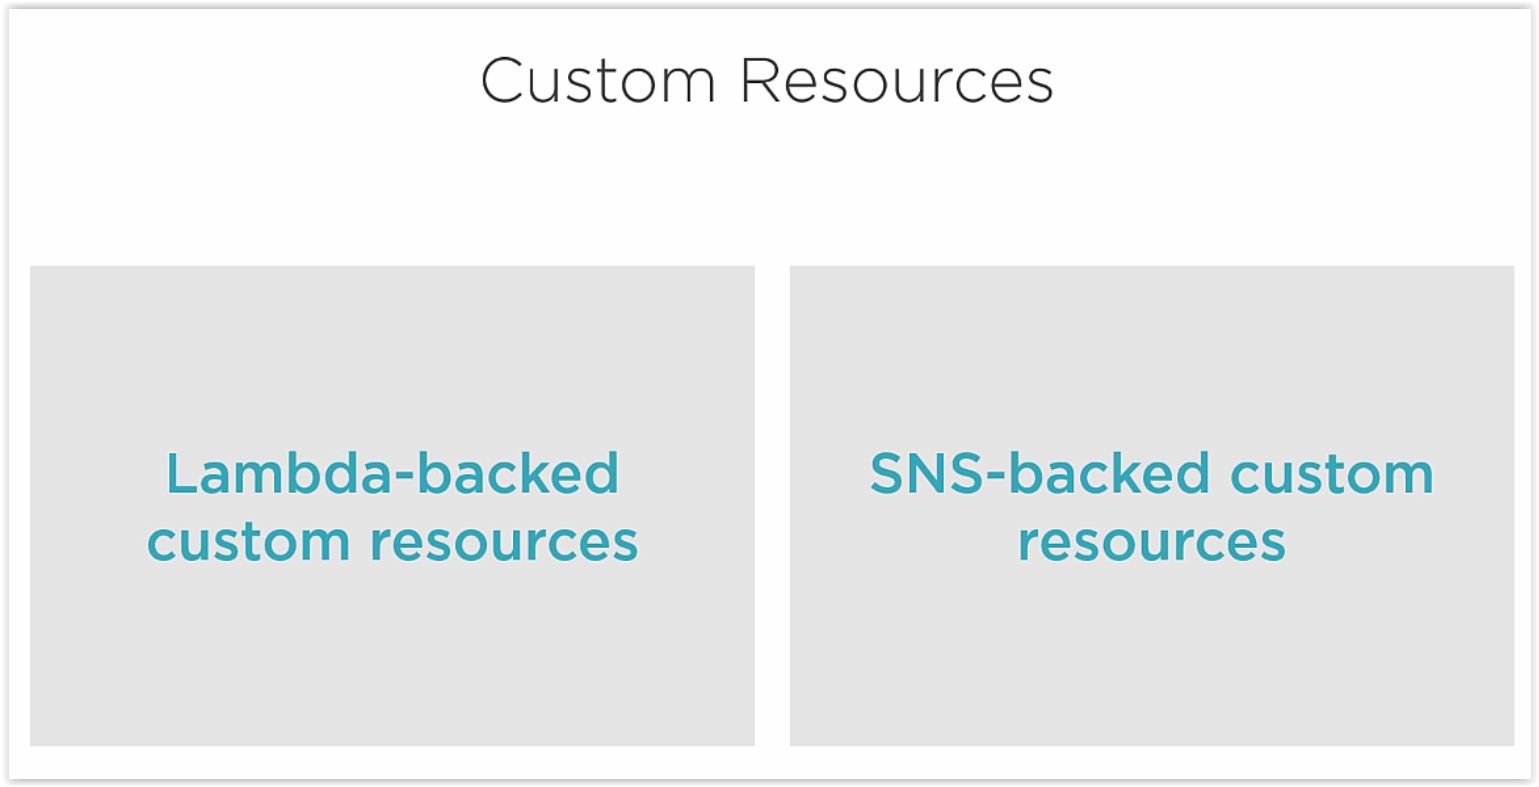 Custom Resources
Lambda-backed
custom resources
SNS-backed custom
resources